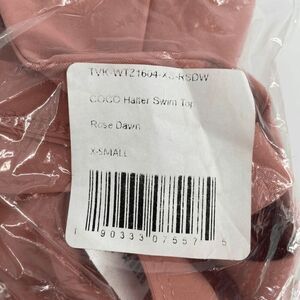 TVK-WTZ1604-XS-RSDW
COCO Halter Swim Top
Rose Dawn
X-SMALL
1 90333 07557 5